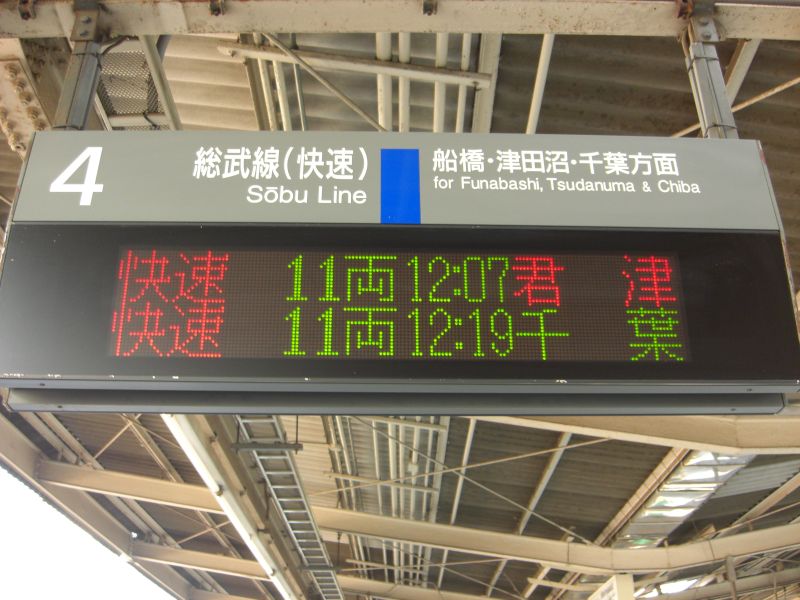 4
総武線(快速)
Sōbu Line
船橋・津田沼・千葉方面
for Funabashi, Tsudanuma & Chiba
快速 11両 12:07 君 津
快速 11両 12:19 千 葉